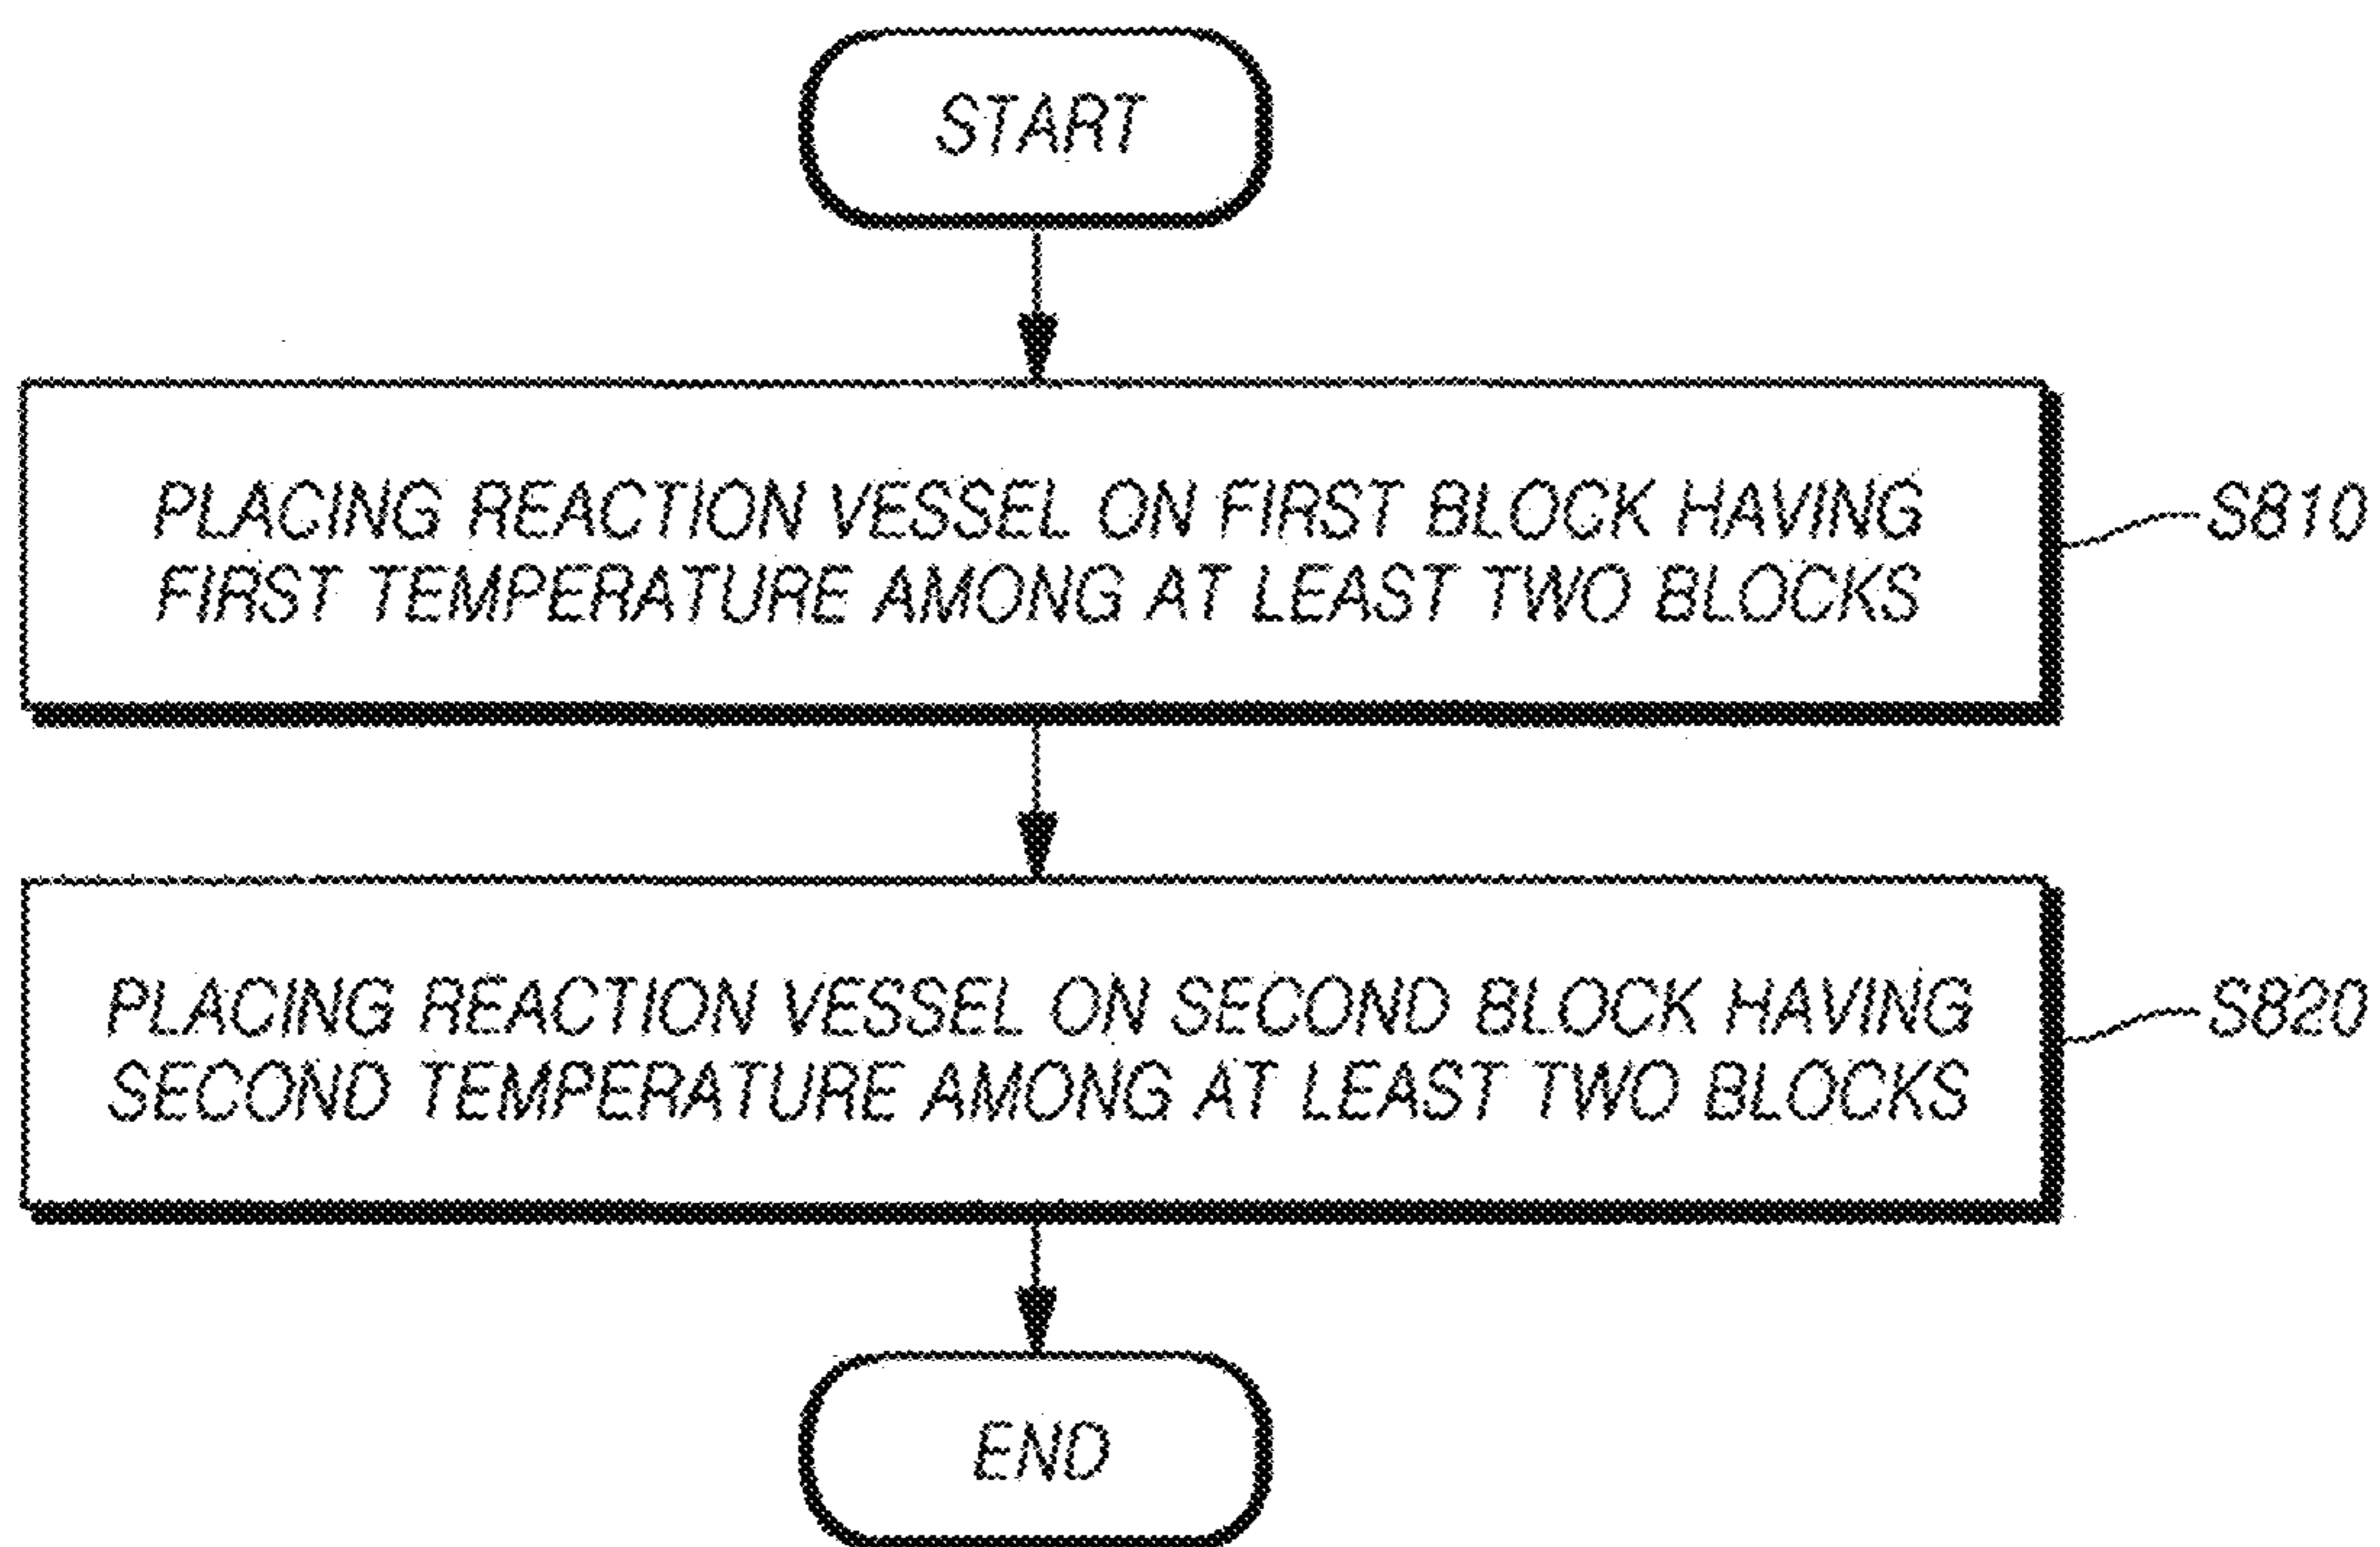 START
PLACING REACTION VESSEL ON FIRST BLOCK HAVING
FIRST TEMPERATURE AMONG AT LEAST TWO BLOCKS
S810
PLACING REACTION VESSEL ON SECOND BLOCK HAVING
SECOND TEMPERATURE AMONG AT LEAST TWO BLOCKS
S820
END